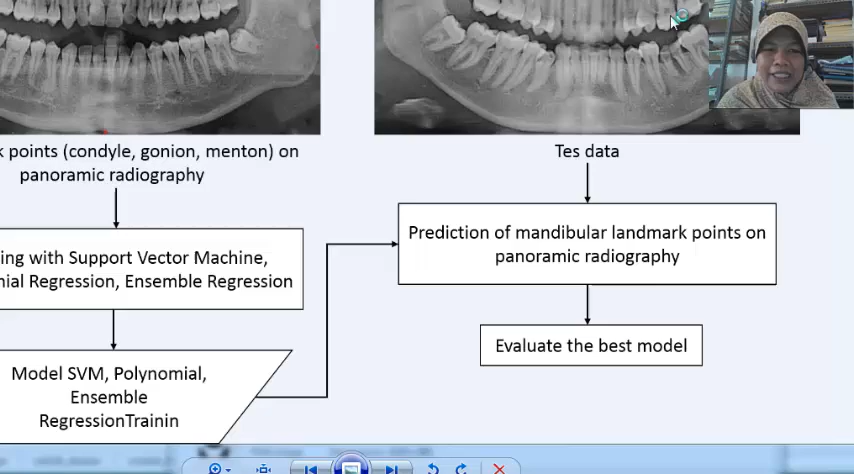 points (condyle, gonion, menton) on
panoramic radiography
ing with Support Vector Machine,
nial Regression, Ensemble Regression
Model SVM, Polynomial,
Ensemble
RegressionTrainin
Tes data
Prediction of mandibular landmark points on
panoramic radiography
Evaluate the best model